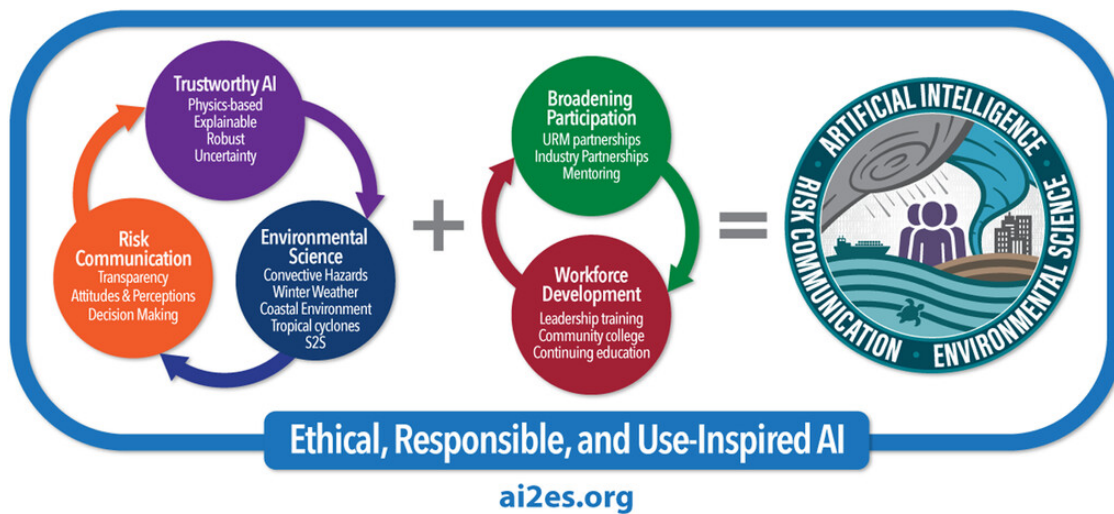 Trustworthy AI
Physics-based
Explainable
Robust
Uncertainty
Environmental
Science
Convective Hazards
Winter Weather
Coastal Environment
Tropical cyclones
S2S
Risk
Communication
Transparency
Attitudes & Perceptions
Decision Making
+
Broadening
Participation
URM partnerships
Industry Partnerships
Mentoring
Workforce
Development
Leadership training
Community college
Continuing education
=
ARTIFICIAL INTELLIGENCE
ENVIRONMENTAL SCIENCE
RISK COMMUNICATION
Ethical, Responsible, and Use-Inspired AI
ai2es.org